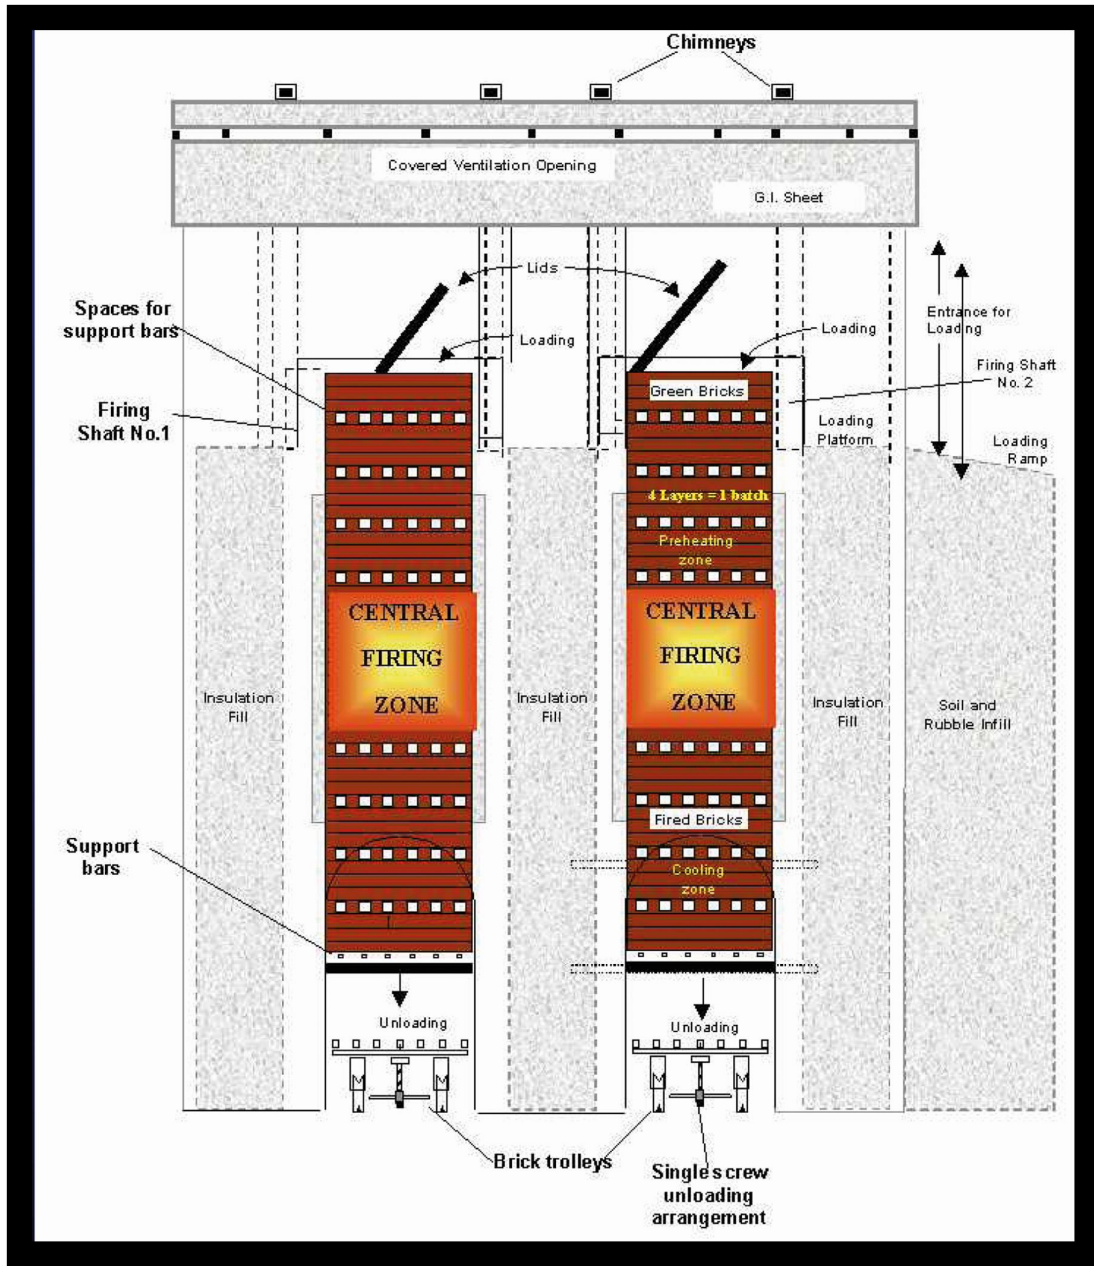 Chimneys
Covered Ventilation Opening
G.I. Sheet
Lids
Spaces for
support bars
Loading
Loading
Entrance for
Loading
Firing Shaft
No.2
Green Bricks
Firing
Shaft No.1
Loading
Platform
Loading
Ramp
4 Layers = 1 batch
Preheating
zone
CENTRAL
FIRING
ZONE
CENTRAL
FIRING
ZONE
Insulation
Fill
Insulation
Fill
Insulation
Fill
Soil and
Rubble Infill
Fired Bricks
Support
bars
Cooling
zone
Unloading
Unloading
Brick trolleys
Single screw
unloading
arrangement